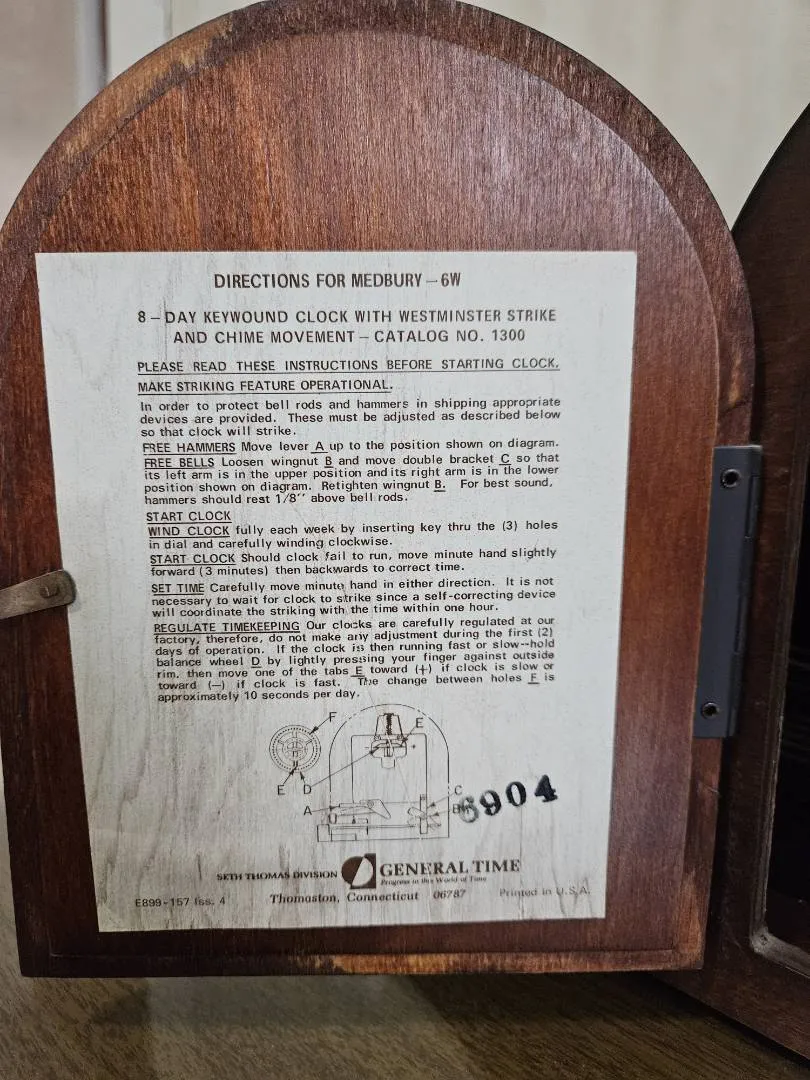 DIRECTIONS FOR MEDBURY – 6W
8 – DAY KEYWOUND CLOCK WITH WESTMINSTER STRIKE
AND CHIME MOVEMENT – CATALOG NO. 1300
PLEASE READ THESE INSTRUCTIONS BEFORE STARTING CLOCK.
MAKE STRIKING FEATURE OPERATIONAL.
In order to protect bell rods and hammers in shipping appropriate
devices are provided. These must be adjusted as described below
so that clock will strike.
FREE HAMMERS Move lever A up to the position shown on diagram.
FREE BELLS Loosen wingnut B and move double bracket C so that
its left arm is in the upper position and its right arm is in the lower
position shown on diagram. Retighten wingnut B. For best sound,
hammers should rest 1/8'' above bell rods.
START CLOCK
WIND CLOCK fully each week by inserting key thru the (3) holes
in dial and carefully winding clockwise.
START CLOCK Should clock fail to run, move minute hand slightly
forward (3 minutes) then backwards to correct time.
SET TIME Carefully move minute hand in either direction. It is not
necessary to wait for clock to strike since a self-correcting device
will coordinate the striking with the time within one hour.
REGULATE TIMEKEEPING Our clocks are carefully regulated at our
factory, therefore, do not make any adjustment during the first (2)
days of operation. If the clock is then running fast or slow--hold
balance wheel D by lightly pressing your finger against outside
rim, then move one of the tabs E toward (+) if clock is slow or
toward (–) if clock is fast. The change between holes F is
approximately 10 seconds per day.
F
E
E D
A
C
B
6904
SETH THOMAS DIVISION GENERAL TIME
Progress in the World of Time
E899-157 Iss. 4 Thomaston, Connecticut 06787 Printed in U.S.A.